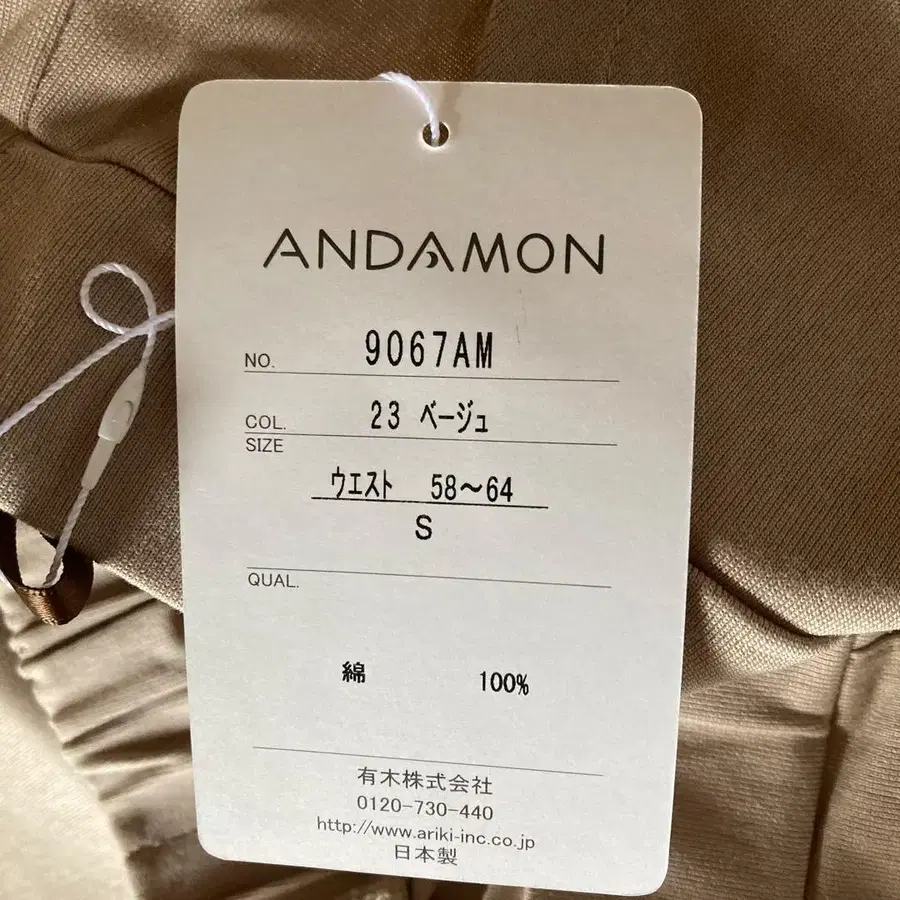 ANDAMON
NO. 9067AM
COL. 23 ベージュ
SIZE
ウエスト 58～64
S
QUAL.
綿 100%
有木株式会社
0120-730-440
http://www.ariki-inc.co.jp
日本製